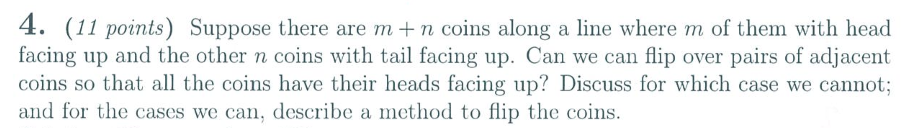 4. (11 points) Suppose there are m + n coins along a line where m of them with head
facing up and the other n coins with tail facing up. Can we can flip over pairs of adjacent
coins so that all the coins have their heads facing up? Discuss for which case we cannot;
and for the cases we can, describe a method to flip the coins.